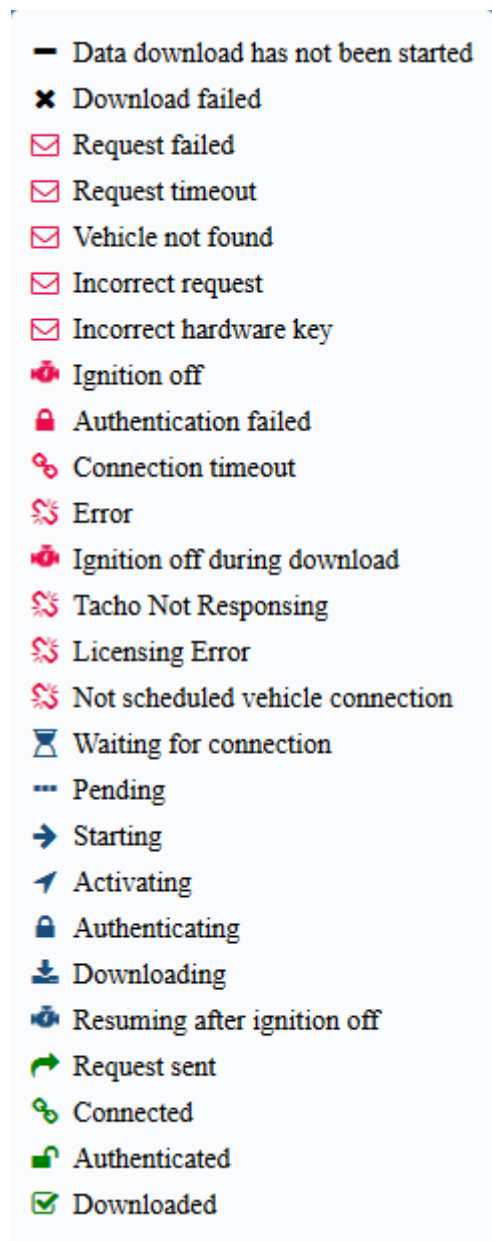 Data download has not been started
Download failed
Request failed
Request timeout
Vehicle not found
Incorrect request
Incorrect hardware key
Ignition off
Authentication failed
Connection timeout
Error
Ignition off during download
Tacho Not Responsing
Licensing Error
Not scheduled vehicle connection
Waiting for connection
Pending
Starting
Activating
Authenticating
Downloading
Resuming after ignition off
Request sent
Connected
Authenticated
Downloaded